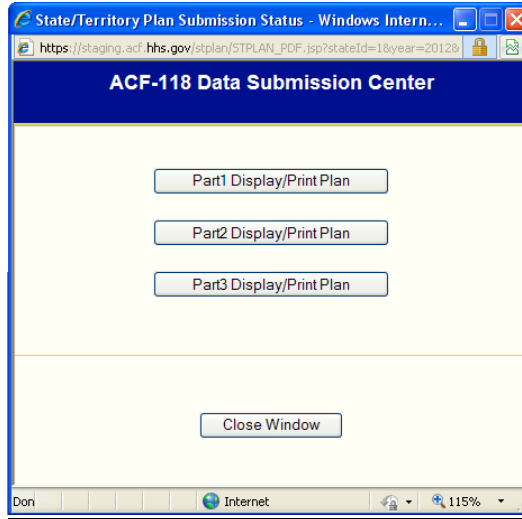 State/Territory Plan Submission Status - Windows Intern...
https://staging.acf.hhs.gov/stplan/STPLAN_PDF.jsp?stateId=1&year=2012&
ACF-118 Data Submission Center
Part1 Display/Print Plan
Part2 Display/Print Plan
Part3 Display/Print Plan
Close Window
Don
Internet
115%